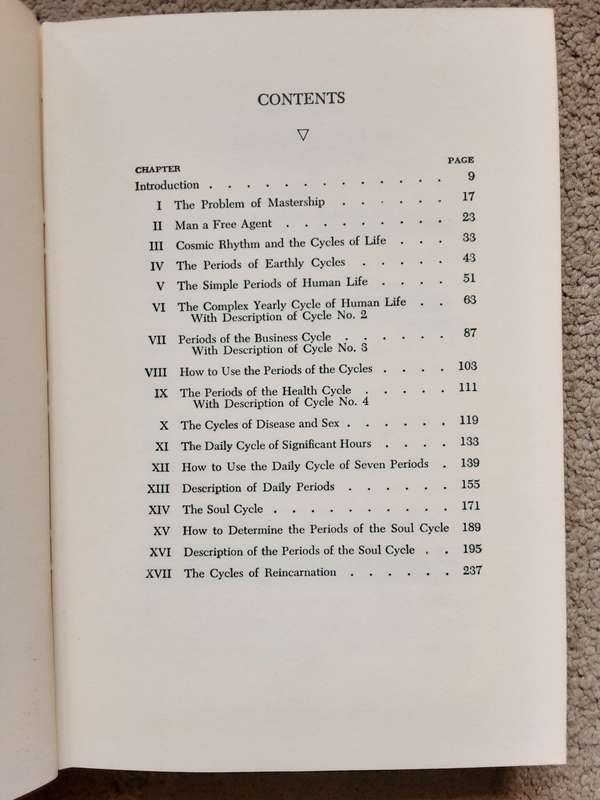 CONTENTS
▽
CHAPTER PAGE
Introduction . . . . . . . . . . . . . 9
I The Problem of Mastership . . . . . . 17
II Man a Free Agent . . . . . . . . . 23
III Cosmic Rhythm and the Cycles of Life . . . 33
IV The Periods of Earthly Cycles . . . . . 43
V The Simple Periods of Human Life . . . . 51
VI The Complex Yearly Cycle of Human Life . . 63
With Description of Cycle No. 2
VII Periods of the Business Cycle . . . . . . 87
With Description of Cycle No. 3
VIII How to Use the Periods of the Cycles . . . . 103
IX The Periods of the Health Cycle . . . . . 111
With Description of Cycle No. 4
X The Cycles of Disease and Sex . . . . . . 119
XI The Daily Cycle of Significant Hours . . . . 133
XII How to Use the Daily Cycle of Seven Periods . 139
XIII Description of Daily Periods . . . . . . 155
XIV The Soul Cycle . . . . . . . . . . 171
XV How to Determine the Periods of the Soul Cycle 189
XVI Description of the Periods of the Soul Cycle . . 195
XVII The Cycles of Reincarnation . . . . . . 237